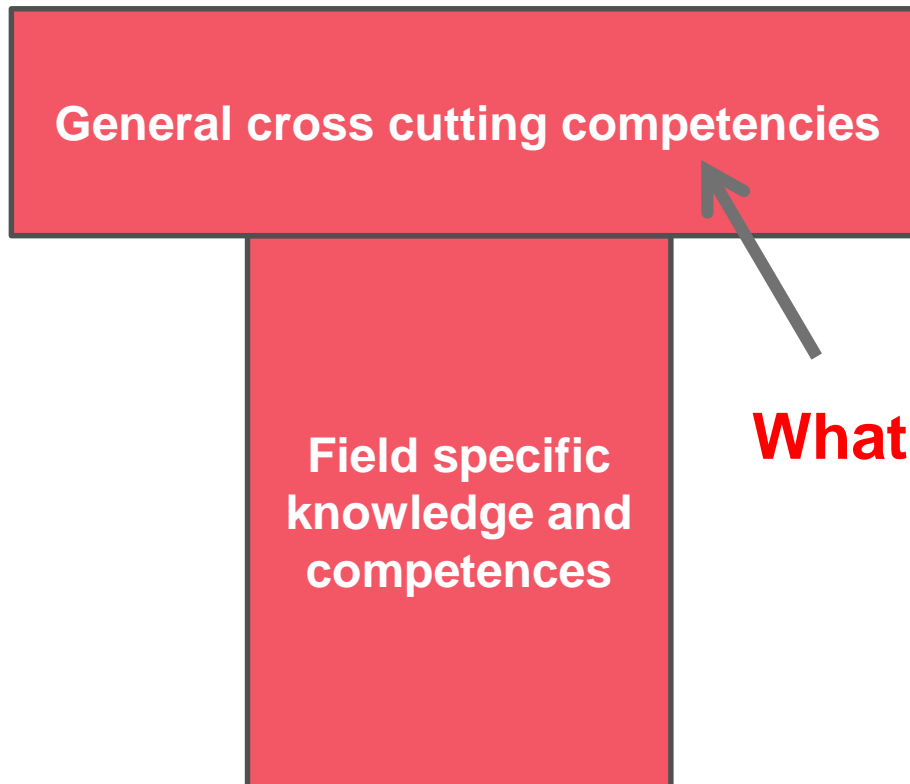 General cross cutting competencies
What
Field specific
knowledge and
competences